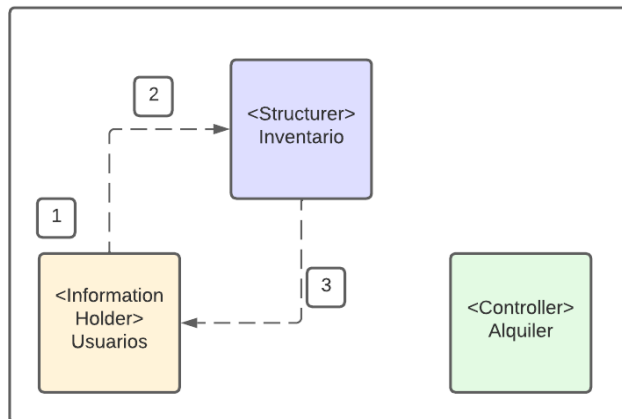 2
<Structurer>
Inventario
1
<Information
Holder>
Usuarios
3
<Controller>
Alquiler